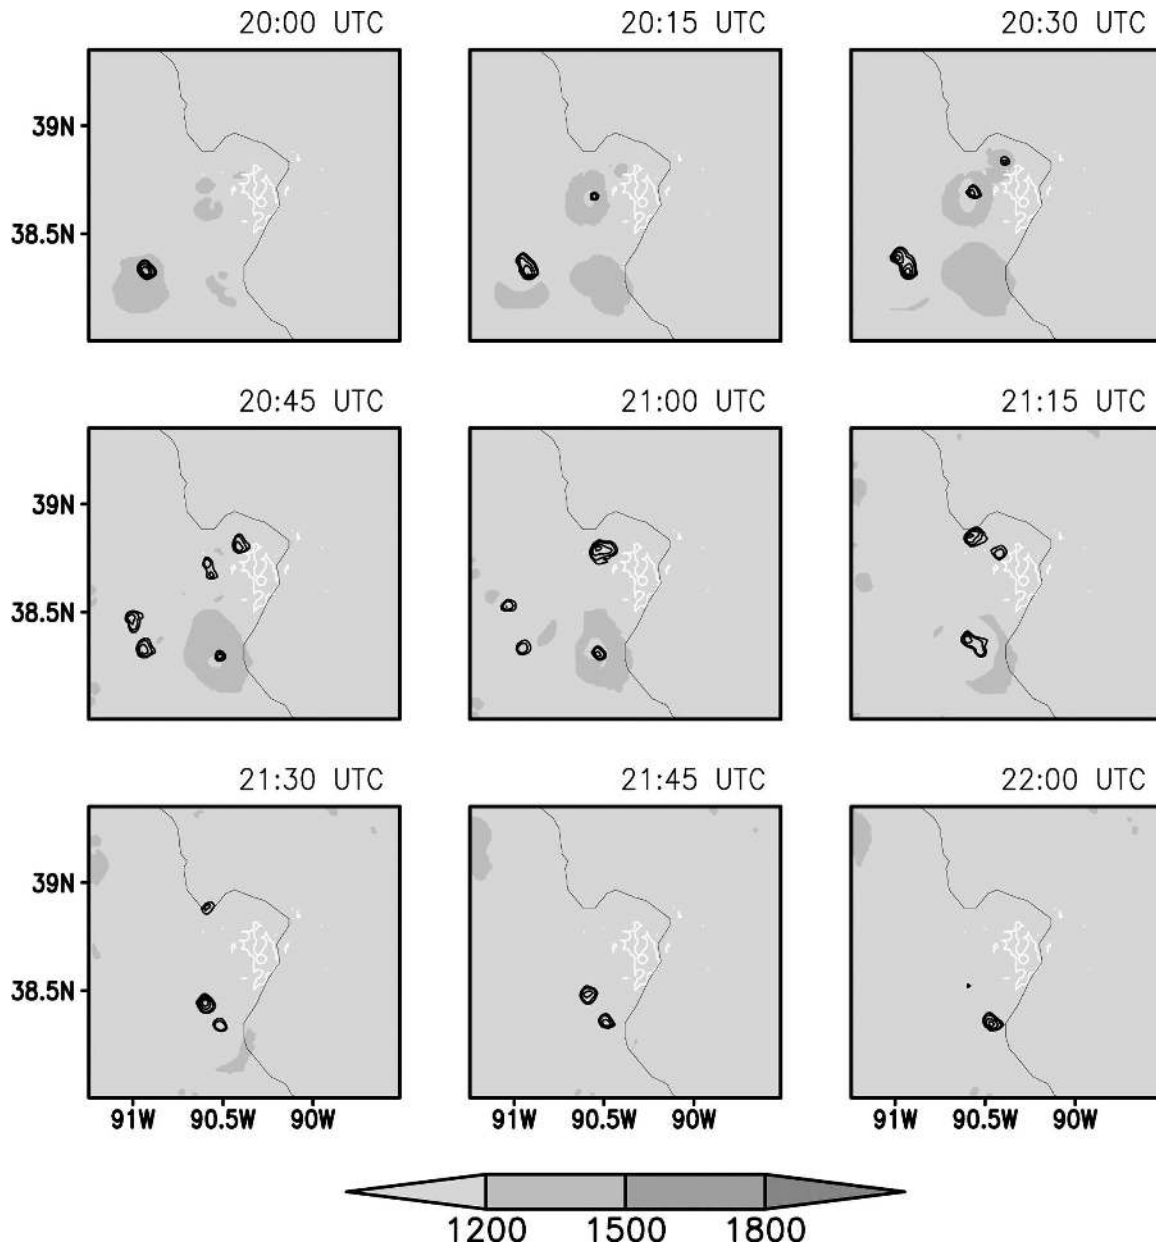 20:00 UTC
20:15 UTC
20:30 UTC
39N
38.5N
20:45 UTC
21:00 UTC
21:15 UTC
39N
38.5N
21:30 UTC
21:45 UTC
22:00 UTC
39N
38.5N
91W 90.5W 90W
91W 90.5W 90W
91W 90.5W 90W
1200 1500 1800